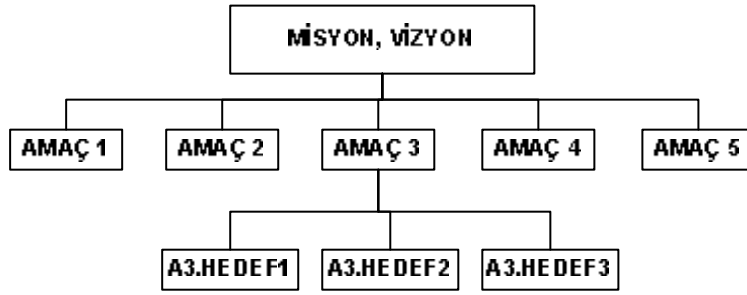 MİSYON, VİZYON
AMAÇ 1
AMAÇ 2
AMAÇ 3
AMAÇ 4
AMAÇ 5
A3.HEDEF1
A3.HEDEF2
A3.HEDEF3